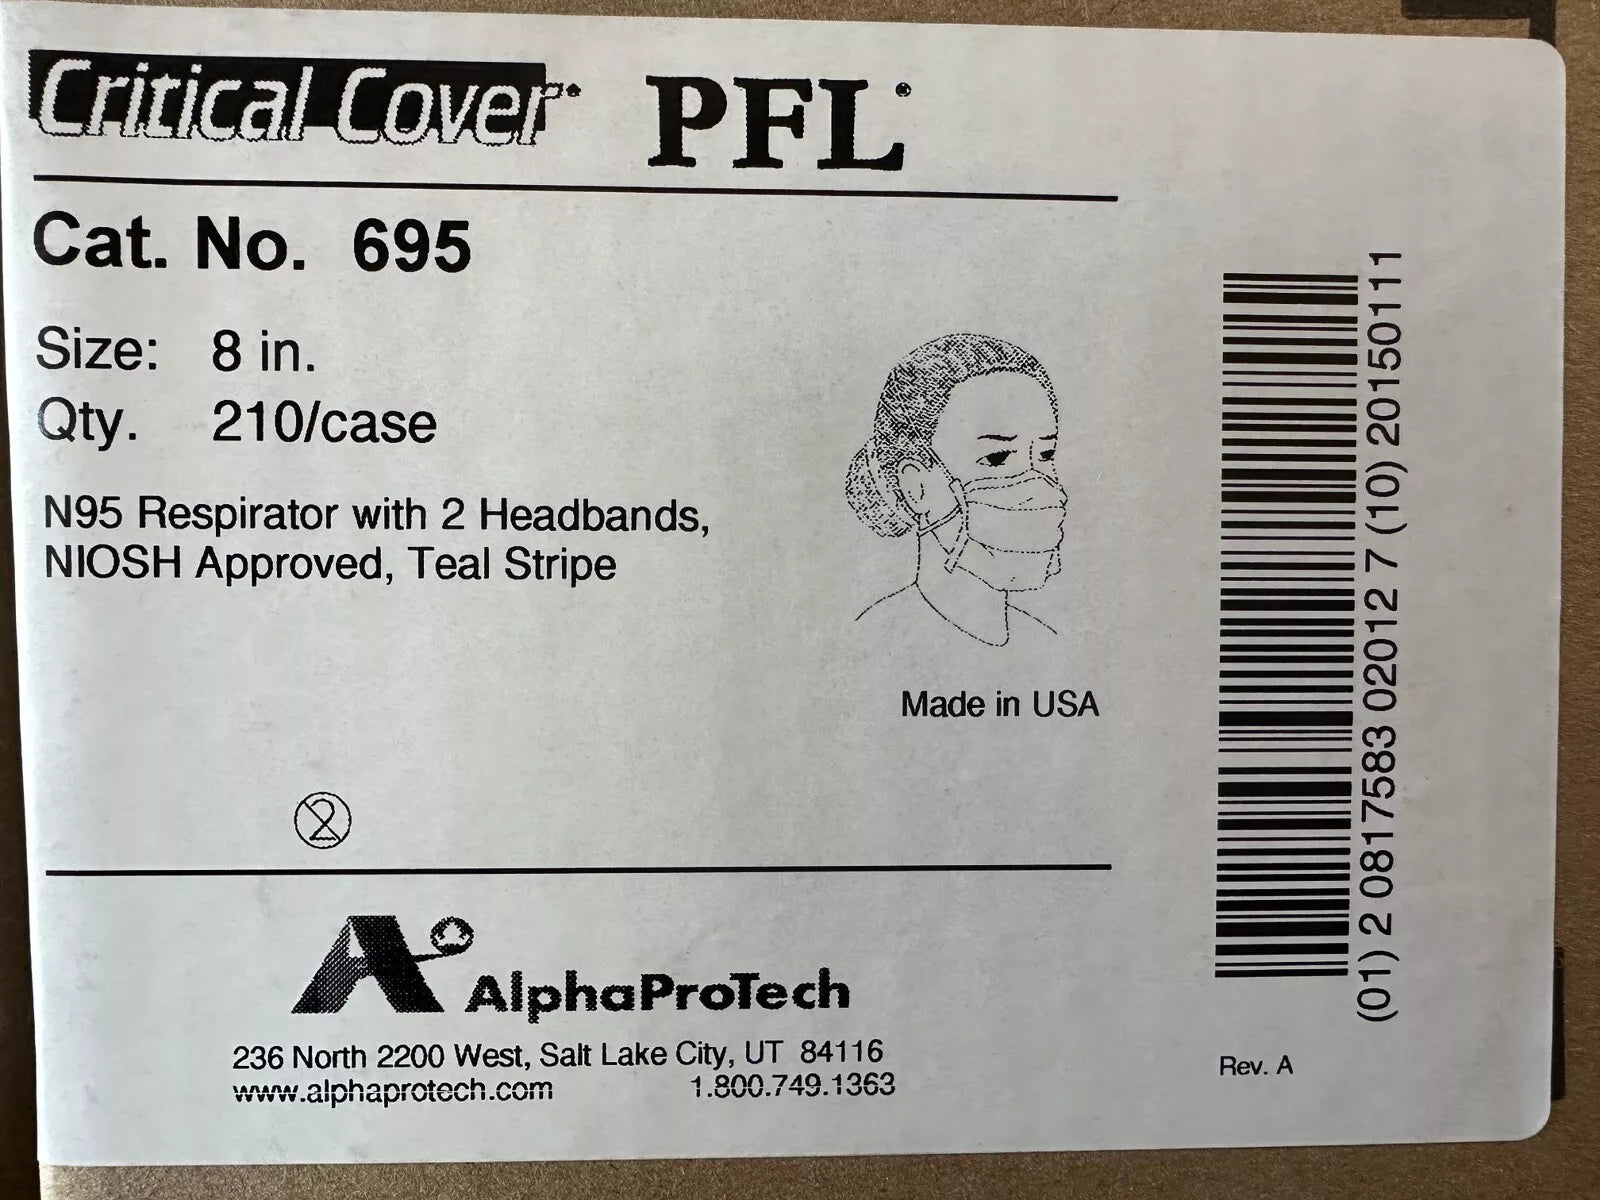 Critical Cover® PFL®
Cat. No. 695
Size: 8 in.
Qty. 210/case
N95 Respirator with 2 Headbands,
NIOSH Approved, Teal Stripe
Made in USA
2
AlphaProTech
236 North 2200 West, Salt Lake City, UT 84116
www.alphaprotech.com 1.800.749.1363
(01) 2 0817583 02012 7 (10) 20150111
Rev. A